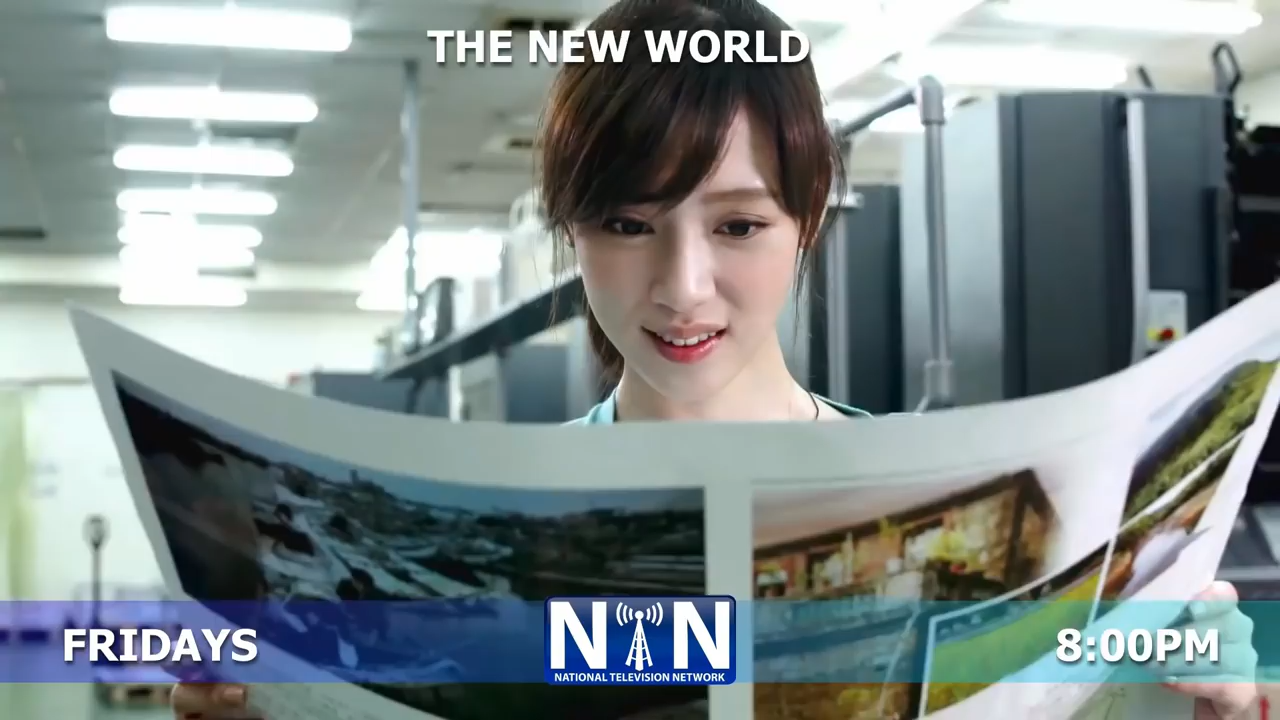 THE NEW WORLD
FRIDAYS
NTN
NATIONAL TELEVISION NETWORK
8:00PM